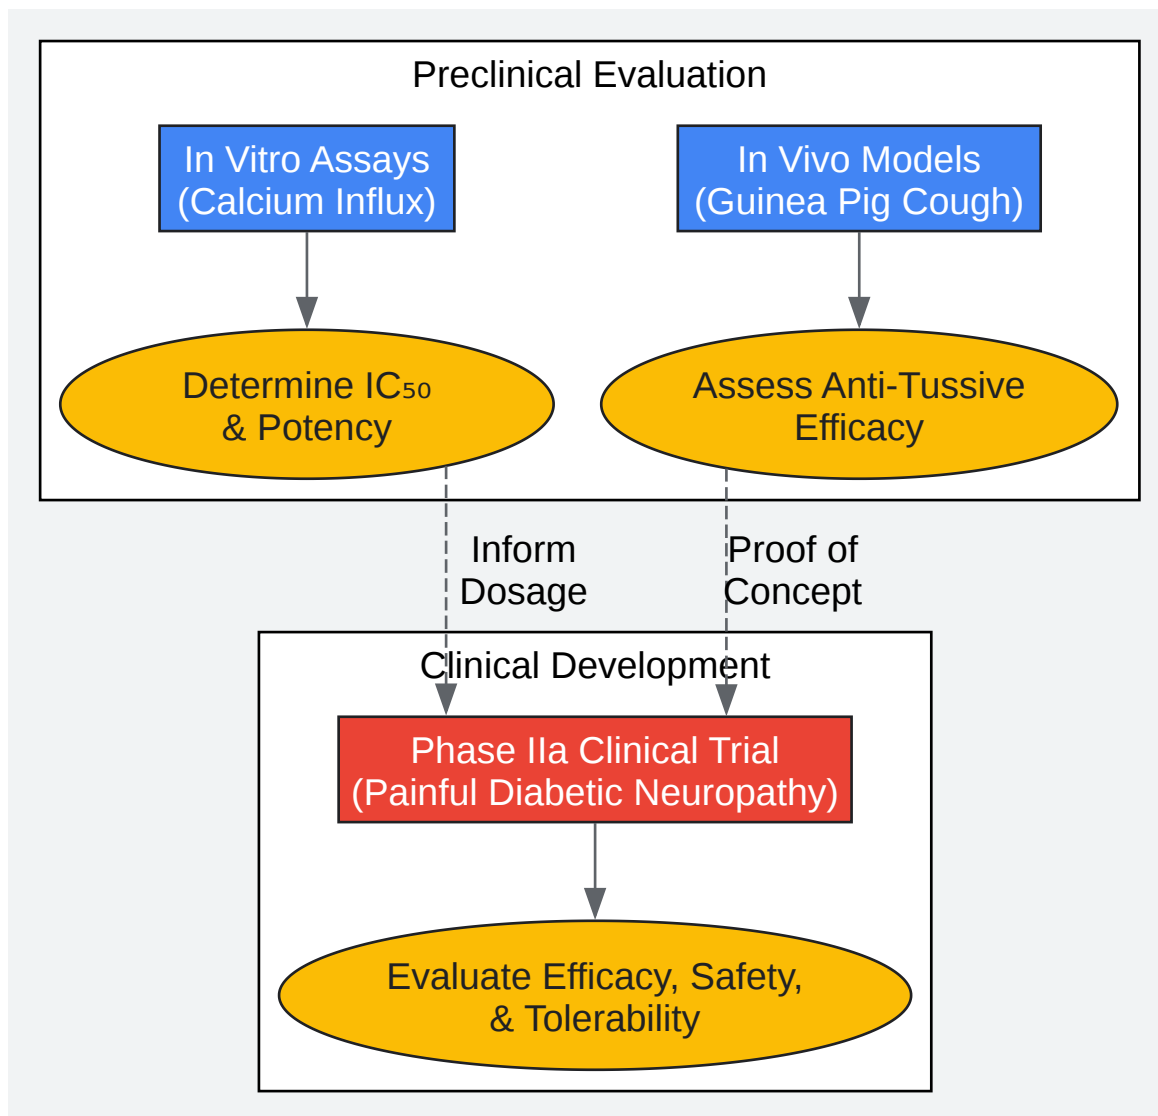 Preclinical Evaluation
In Vitro Assays
(Calcium Influx)
In Vivo Models
(Guinea Pig Cough)
Determine IC₅₀
& Potency
Assess Anti-Tussive
Efficacy
Inform
Dosage
Proof of
Concept
Clinical Development
Phase IIa Clinical Trial
(Painful Diabetic Neuropathy)
Evaluate Efficacy, Safety,
& Tolerability